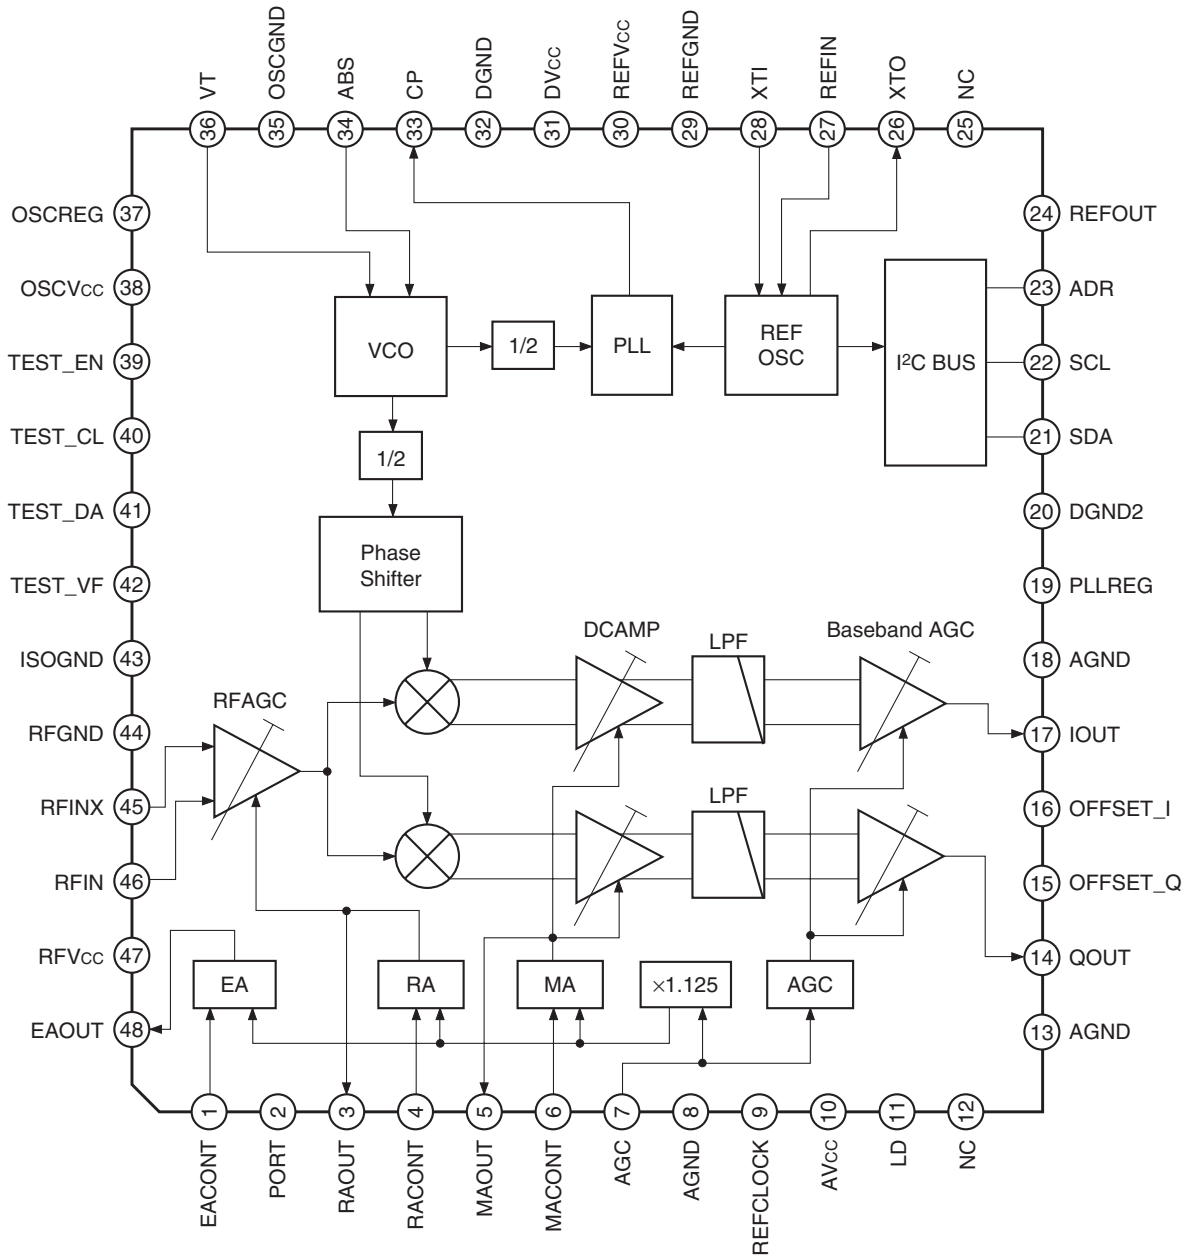 VT
OSCGND
ABS
CP
DGND
DVCC
REFVCC
REFGND
XTI
REFIN
XTO
NC
36
35
34
33
32
31
30
29
28
27
26
25
OSCREG 37
OSCVCC 38
TEST_EN 39
TEST_CL 40
TEST_DA 41
TEST_VF 42
ISOGND 43
RFGND 44
RFINX 45
RFIN 46
RFVCC 47
EAOUT 48
24 REFOUT
23 ADR
22 SCL
21 SDA
20 DGND2
19 PLLREG
18 AGND
17 IOUT
16 OFFSET_I
15 OFFSET_Q
14 QOUT
13 AGND
VCO
1/2
PLL
REF
OSC
I²C BUS
1/2
Phase
Shifter
DCAMP
LPF
Baseband AGC
RFAGC
LPF
EA
RA
MA
×1.125
AGC
1
2
3
4
5
6
7
8
9
10
11
12
EACONT
PORT
RAOUT
RACONT
MAOUT
MACONT
AGC
AGND
REFCLOCK
AVCC
LD
NC